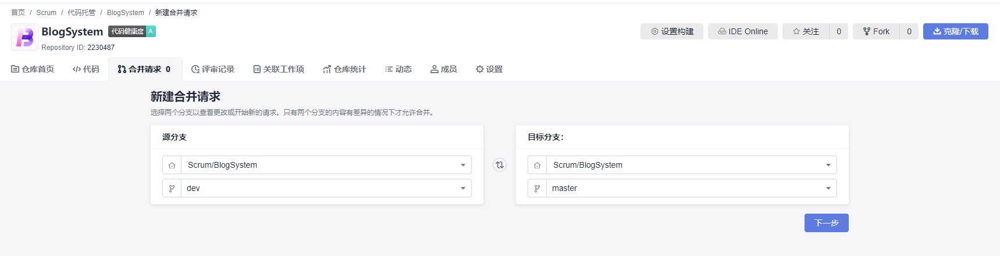 首页 / Scrum / 代码托管 / BlogSystem / 新建合并请求
BlogSystem 代码健康度 A
Repository ID: 2230487
设置构建 IDE Online 关注 0 Fork 0 克隆/下载
仓库首页 代码 合并请求 0 评审记录 关联工作项 仓库统计 动态 成员 设置
新建合并请求
选择两个分支以查看更改或开始新的请求。只有两个分支的内容有差异的情况下才允许合并。
源分支 目标分支：
Scrum/BlogSystem Scrum/BlogSystem
dev master
下一步